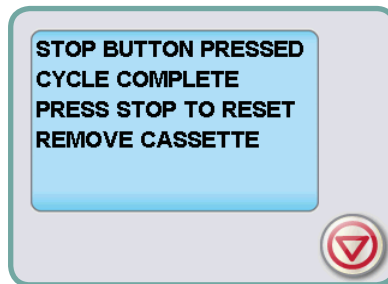 STOP BUTTON PRESSED
CYCLE COMPLETE
PRESS STOP TO RESET
REMOVE CASSETTE